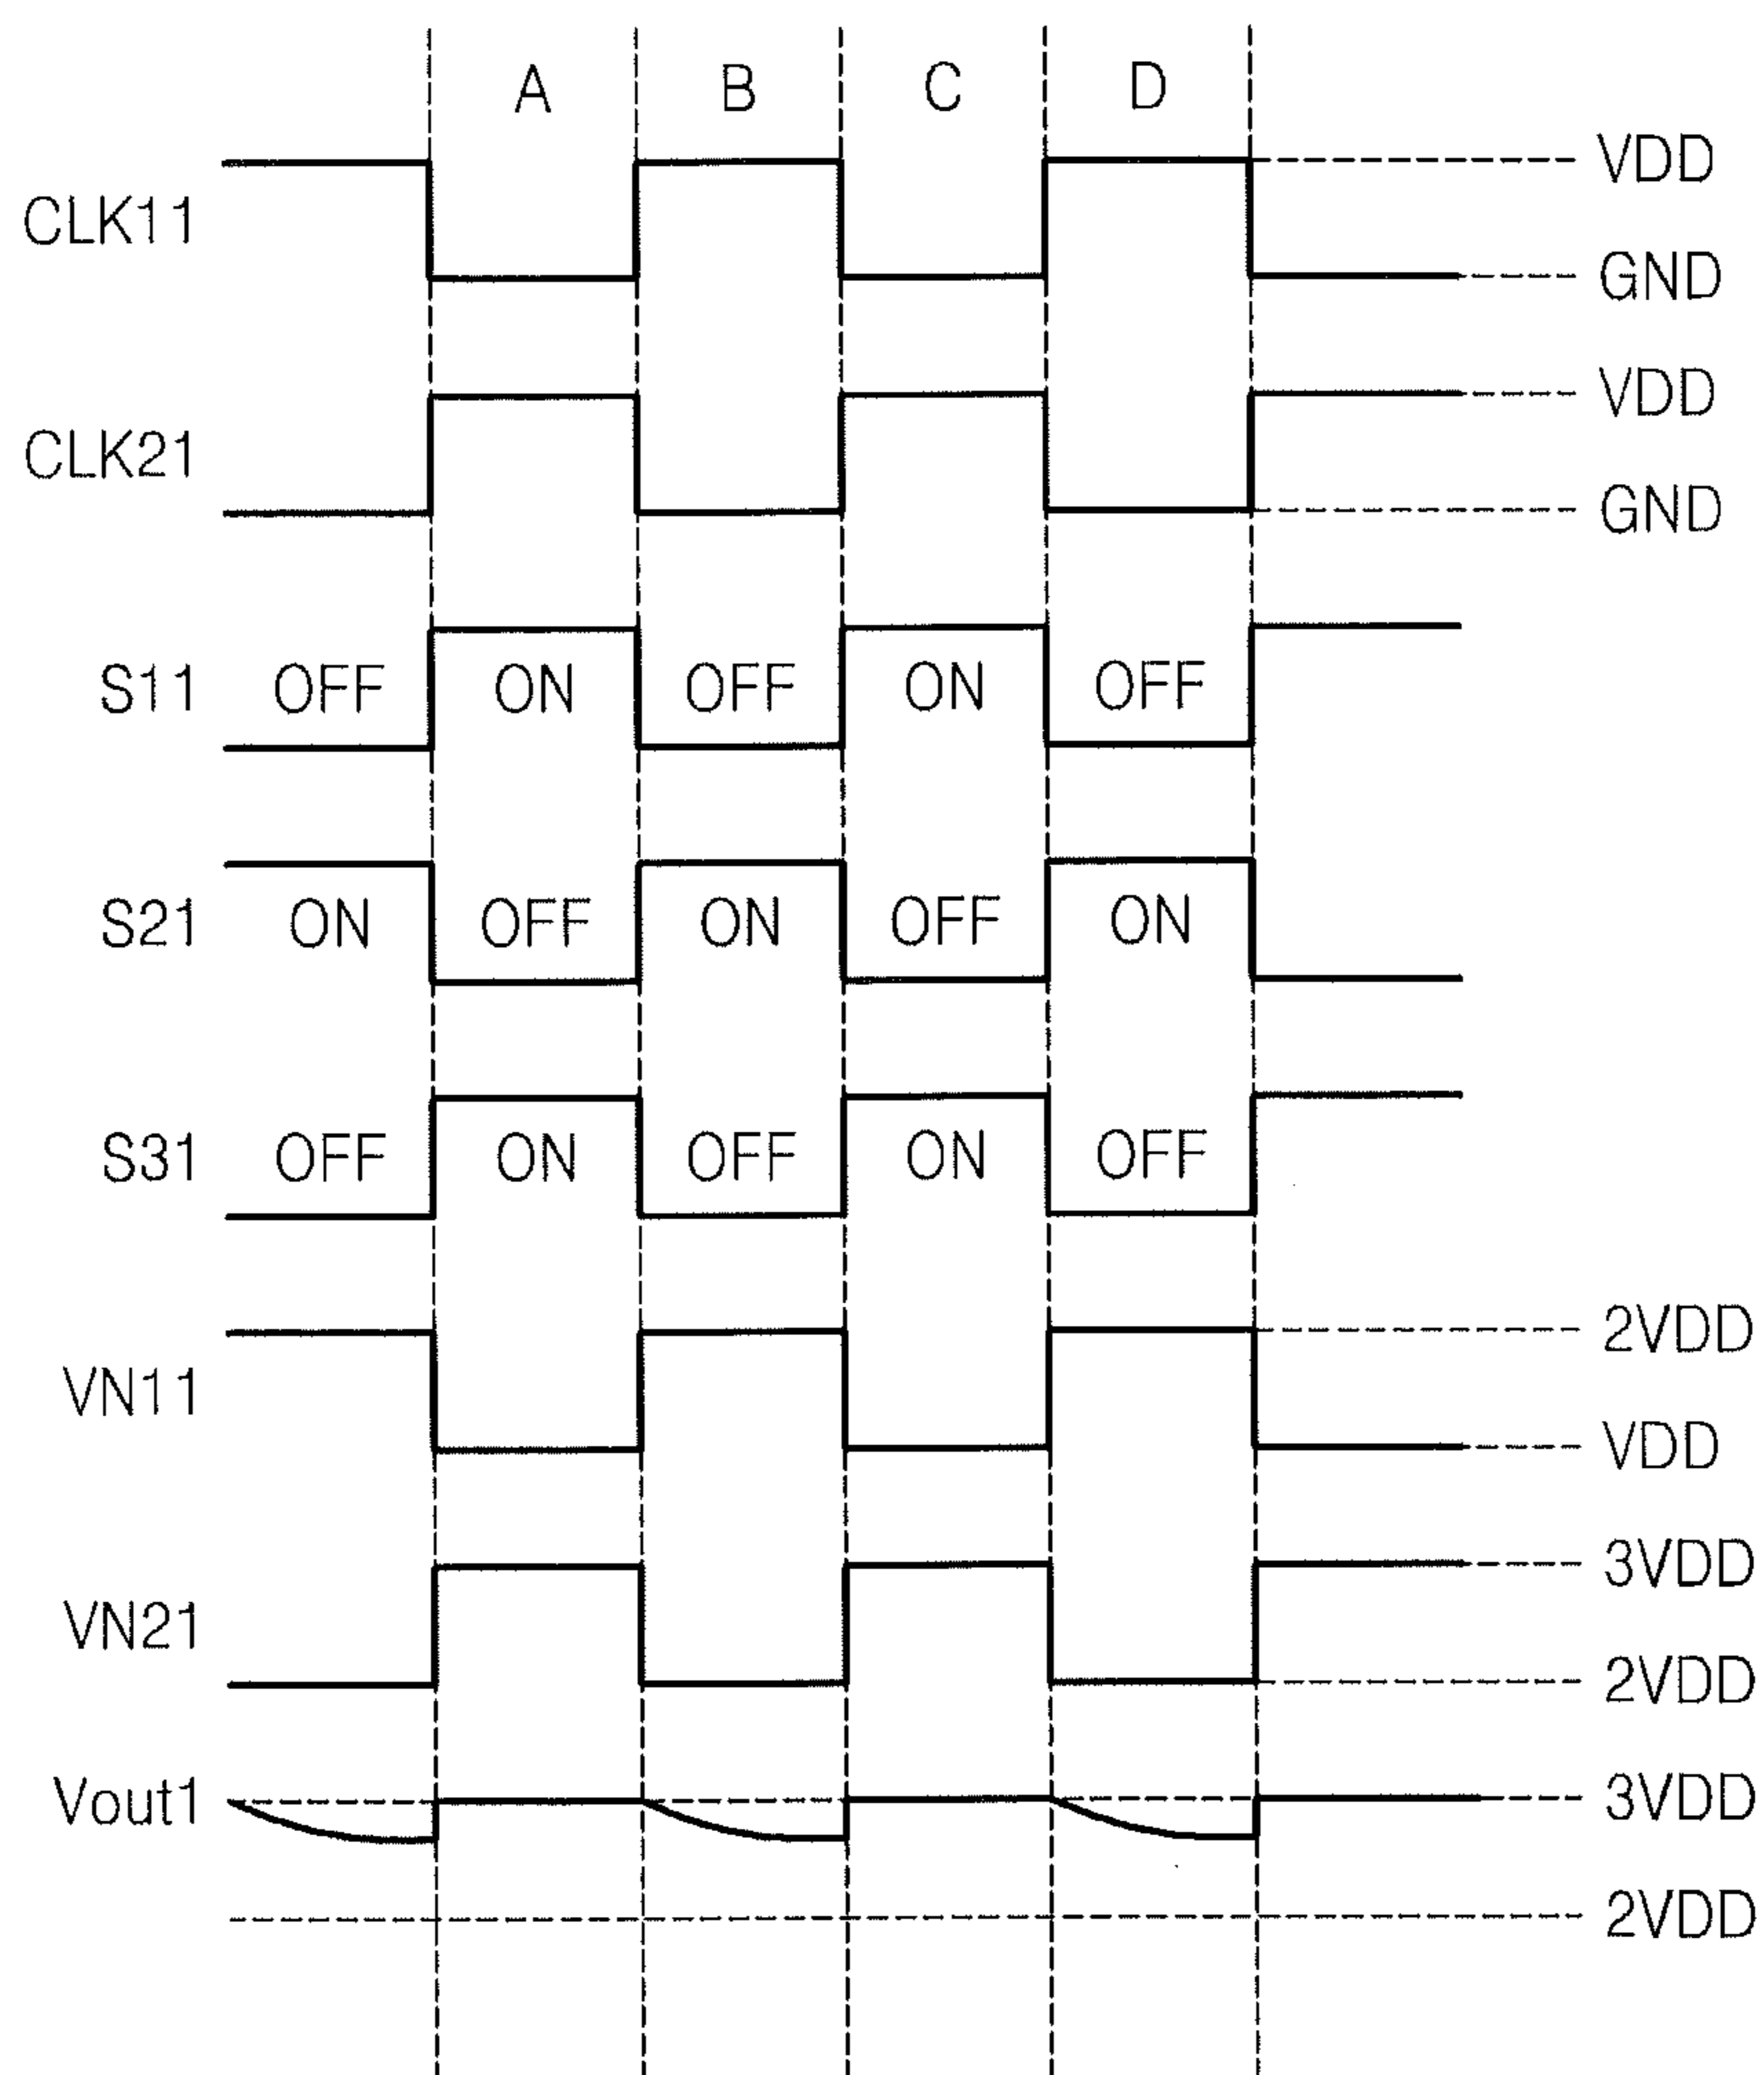 A B C D
VDD
CLK11
GND
VDD
CLK21
GND
S11 OFF ON OFF ON OFF
S21 ON OFF ON OFF ON
S31 OFF ON OFF ON OFF
2VDD
VN11
VDD
3VDD
VN21
2VDD
Vout1 3VDD
2VDD